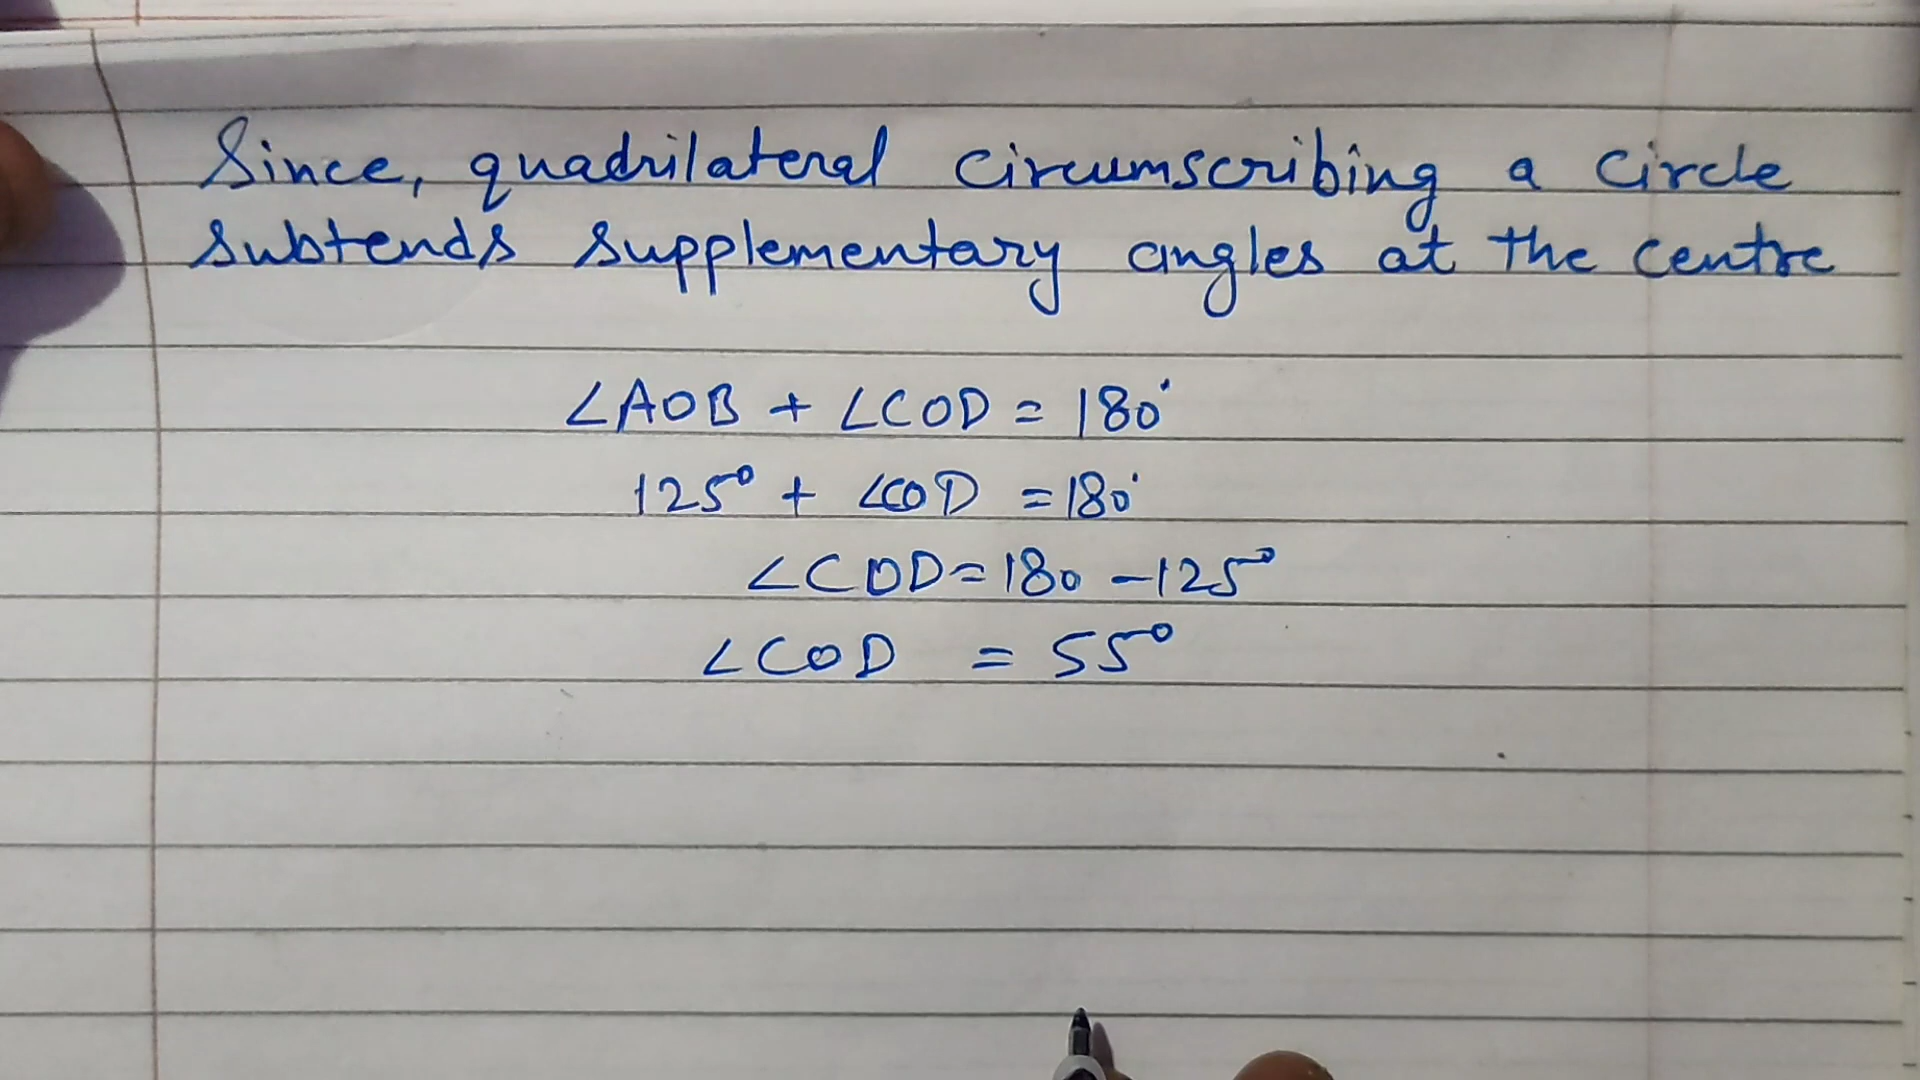 Since, quadrilateral circumscribing a circle
subtends supplementary angles at the centre
∠AOB + ∠COD = 180°
125° + ∠COD = 180°
∠COD = 180 - 125°
∠COD = 55°